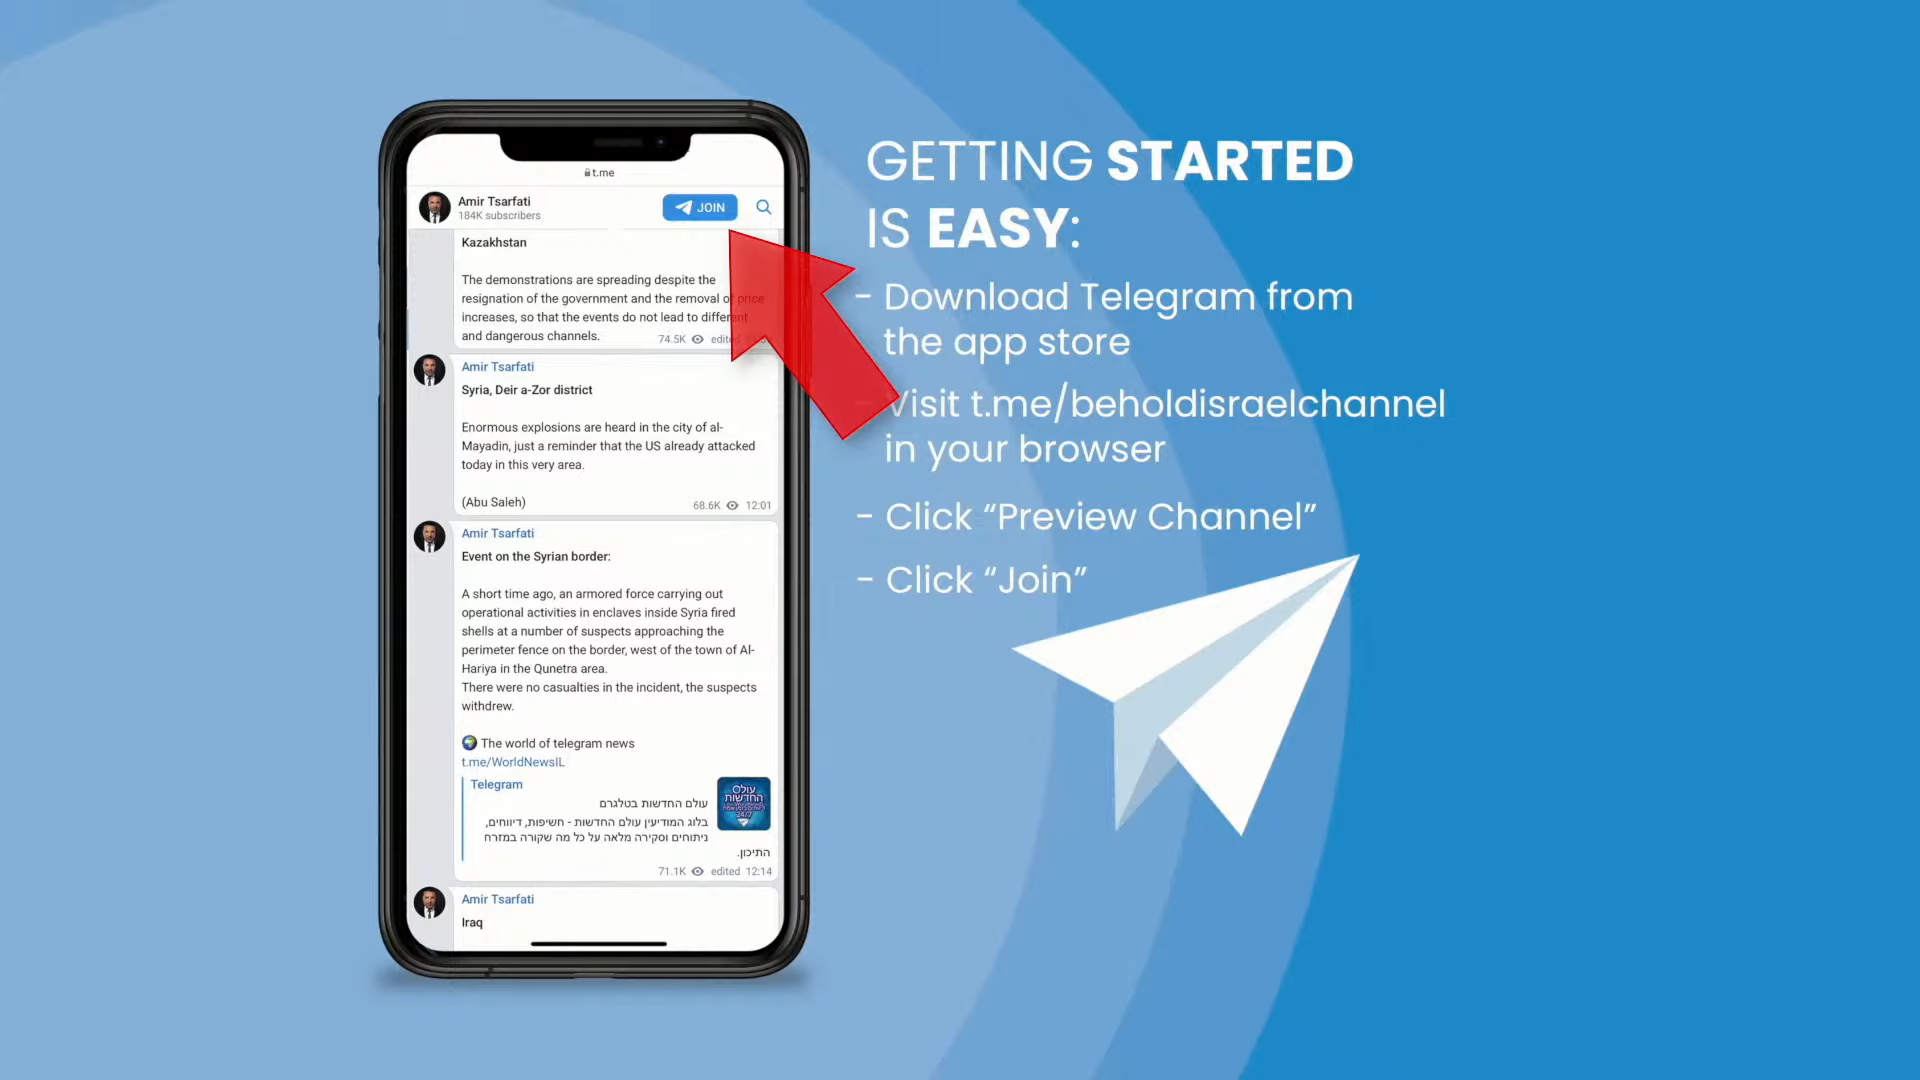 t.me
Amir Tsarfati
184K subscribers
JOIN
Kazakhstan
The demonstrations are spreading despite the
resignation of the government and the removal of price
increases, so that the events do not lead to different
and dangerous channels.
74.5K edited
Amir Tsarfati
Syria, Deir a-Zor district
Enormous explosions are heard in the city of al-
Mayadin, just a reminder that the US already attacked
today in this very area.
(Abu Saleh)
68.6K 12:01
Amir Tsarfati
Event on the Syrian border:
A short time ago, an armored force carrying out
operational activities in enclaves inside Syria fired
shells at a number of suspects approaching the
perimeter fence on the border, west of the town of Al-
Hariya in the Qunetra area.
There were no casualties in the incident, the suspects
withdrew.
The world of telegram news
t.me/WorldNewsIL
Telegram
עולם החדשות בטלגרם
בלוג המודיעין עולם החדשות - חשיפות, דיווחים,
ניתוחים וסקירה מלאה על כל מה שקורה במזרח
התיכון.
עולם
החדשות
24/7
71.1K edited 12:14
Amir Tsarfati
Iraq
GETTING STARTED
IS EASY:
- Download Telegram from
the app store
- Visit t.me/beholdisraelchannel
in your browser
- Click “Preview Channel”
- Click “Join”